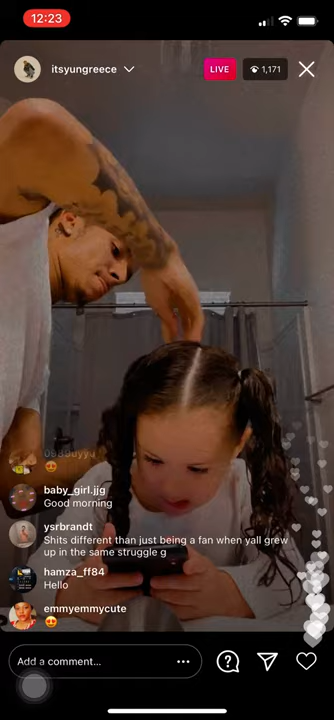 12:23
itsyungreece
LIVE
1,171
baby_girl.jjg
Good morning
ysrbrandt
Shits different than just being a fan when yall grew
up in the same struggle g
hamza_ff84
Hello
emmyemmycute
😍
Add a comment...